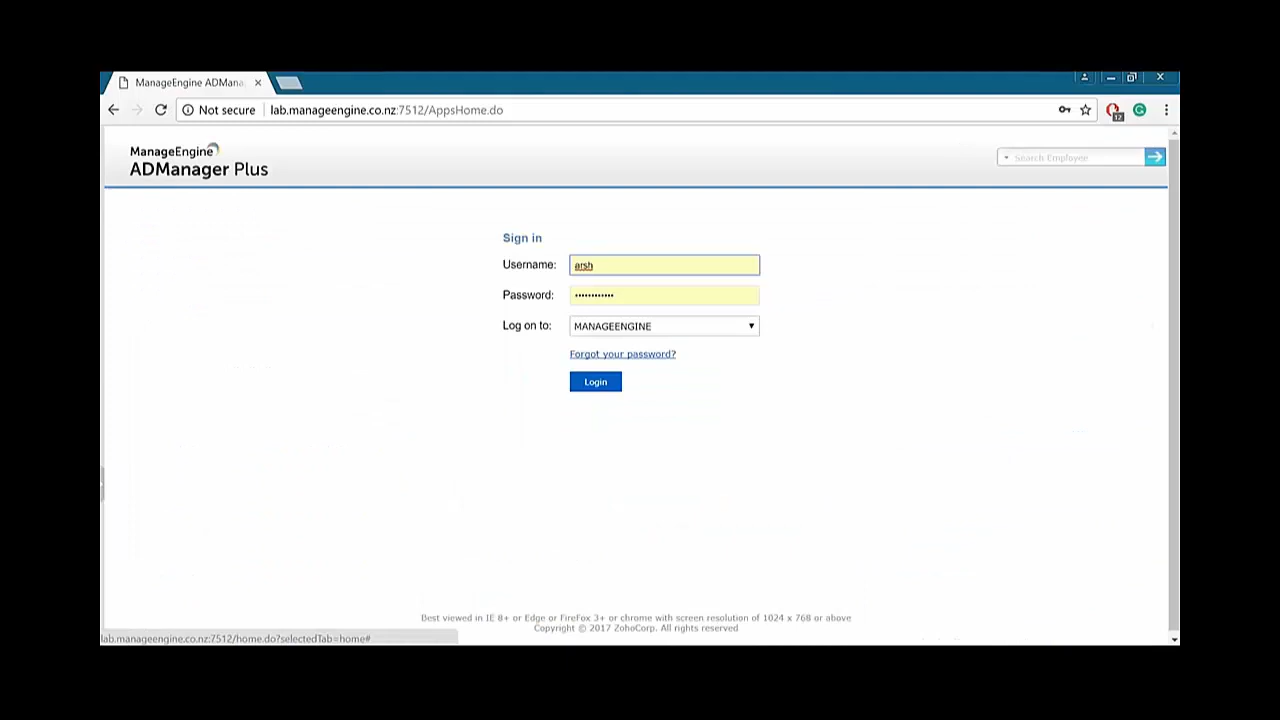 ManageEngine ADMana
Not secure
lab.manageengine.co.nz:7512/AppsHome.do
12
ManageEngine
ADManager Plus
Search Employee
Sign in
Username:
arsh
Password:
••••••••••••
Log on to:
MANAGEENGINE
Forgot your password?
Login
Best viewed in IE 8+ or Edge or FireFox 3+ or chrome with screen resolution of 1024 x 768 or above
Copyright © 2017 ZohoCorp. All rights reserved
lab.manageengine.co.nz:7512/home.do?selectedTab=home#